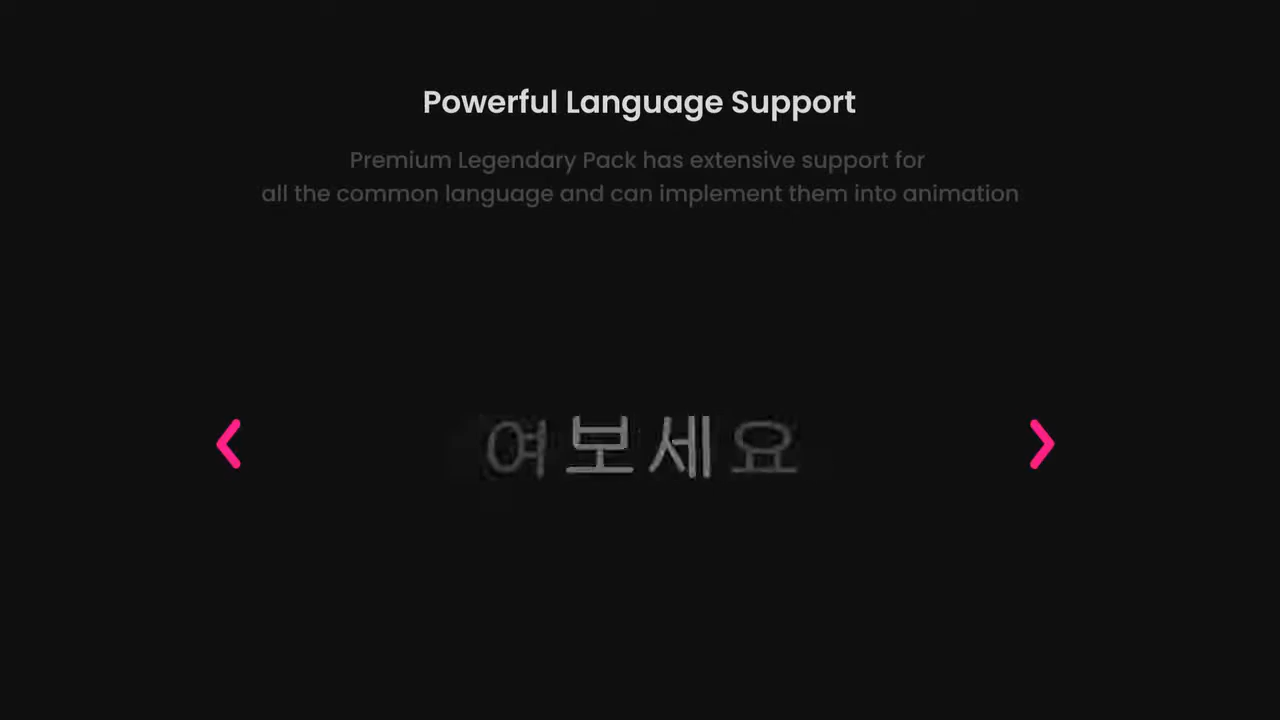 Powerful Language Support
Premium Legendary Pack has extensive support for
all the common language and can implement them into animation
여보세요